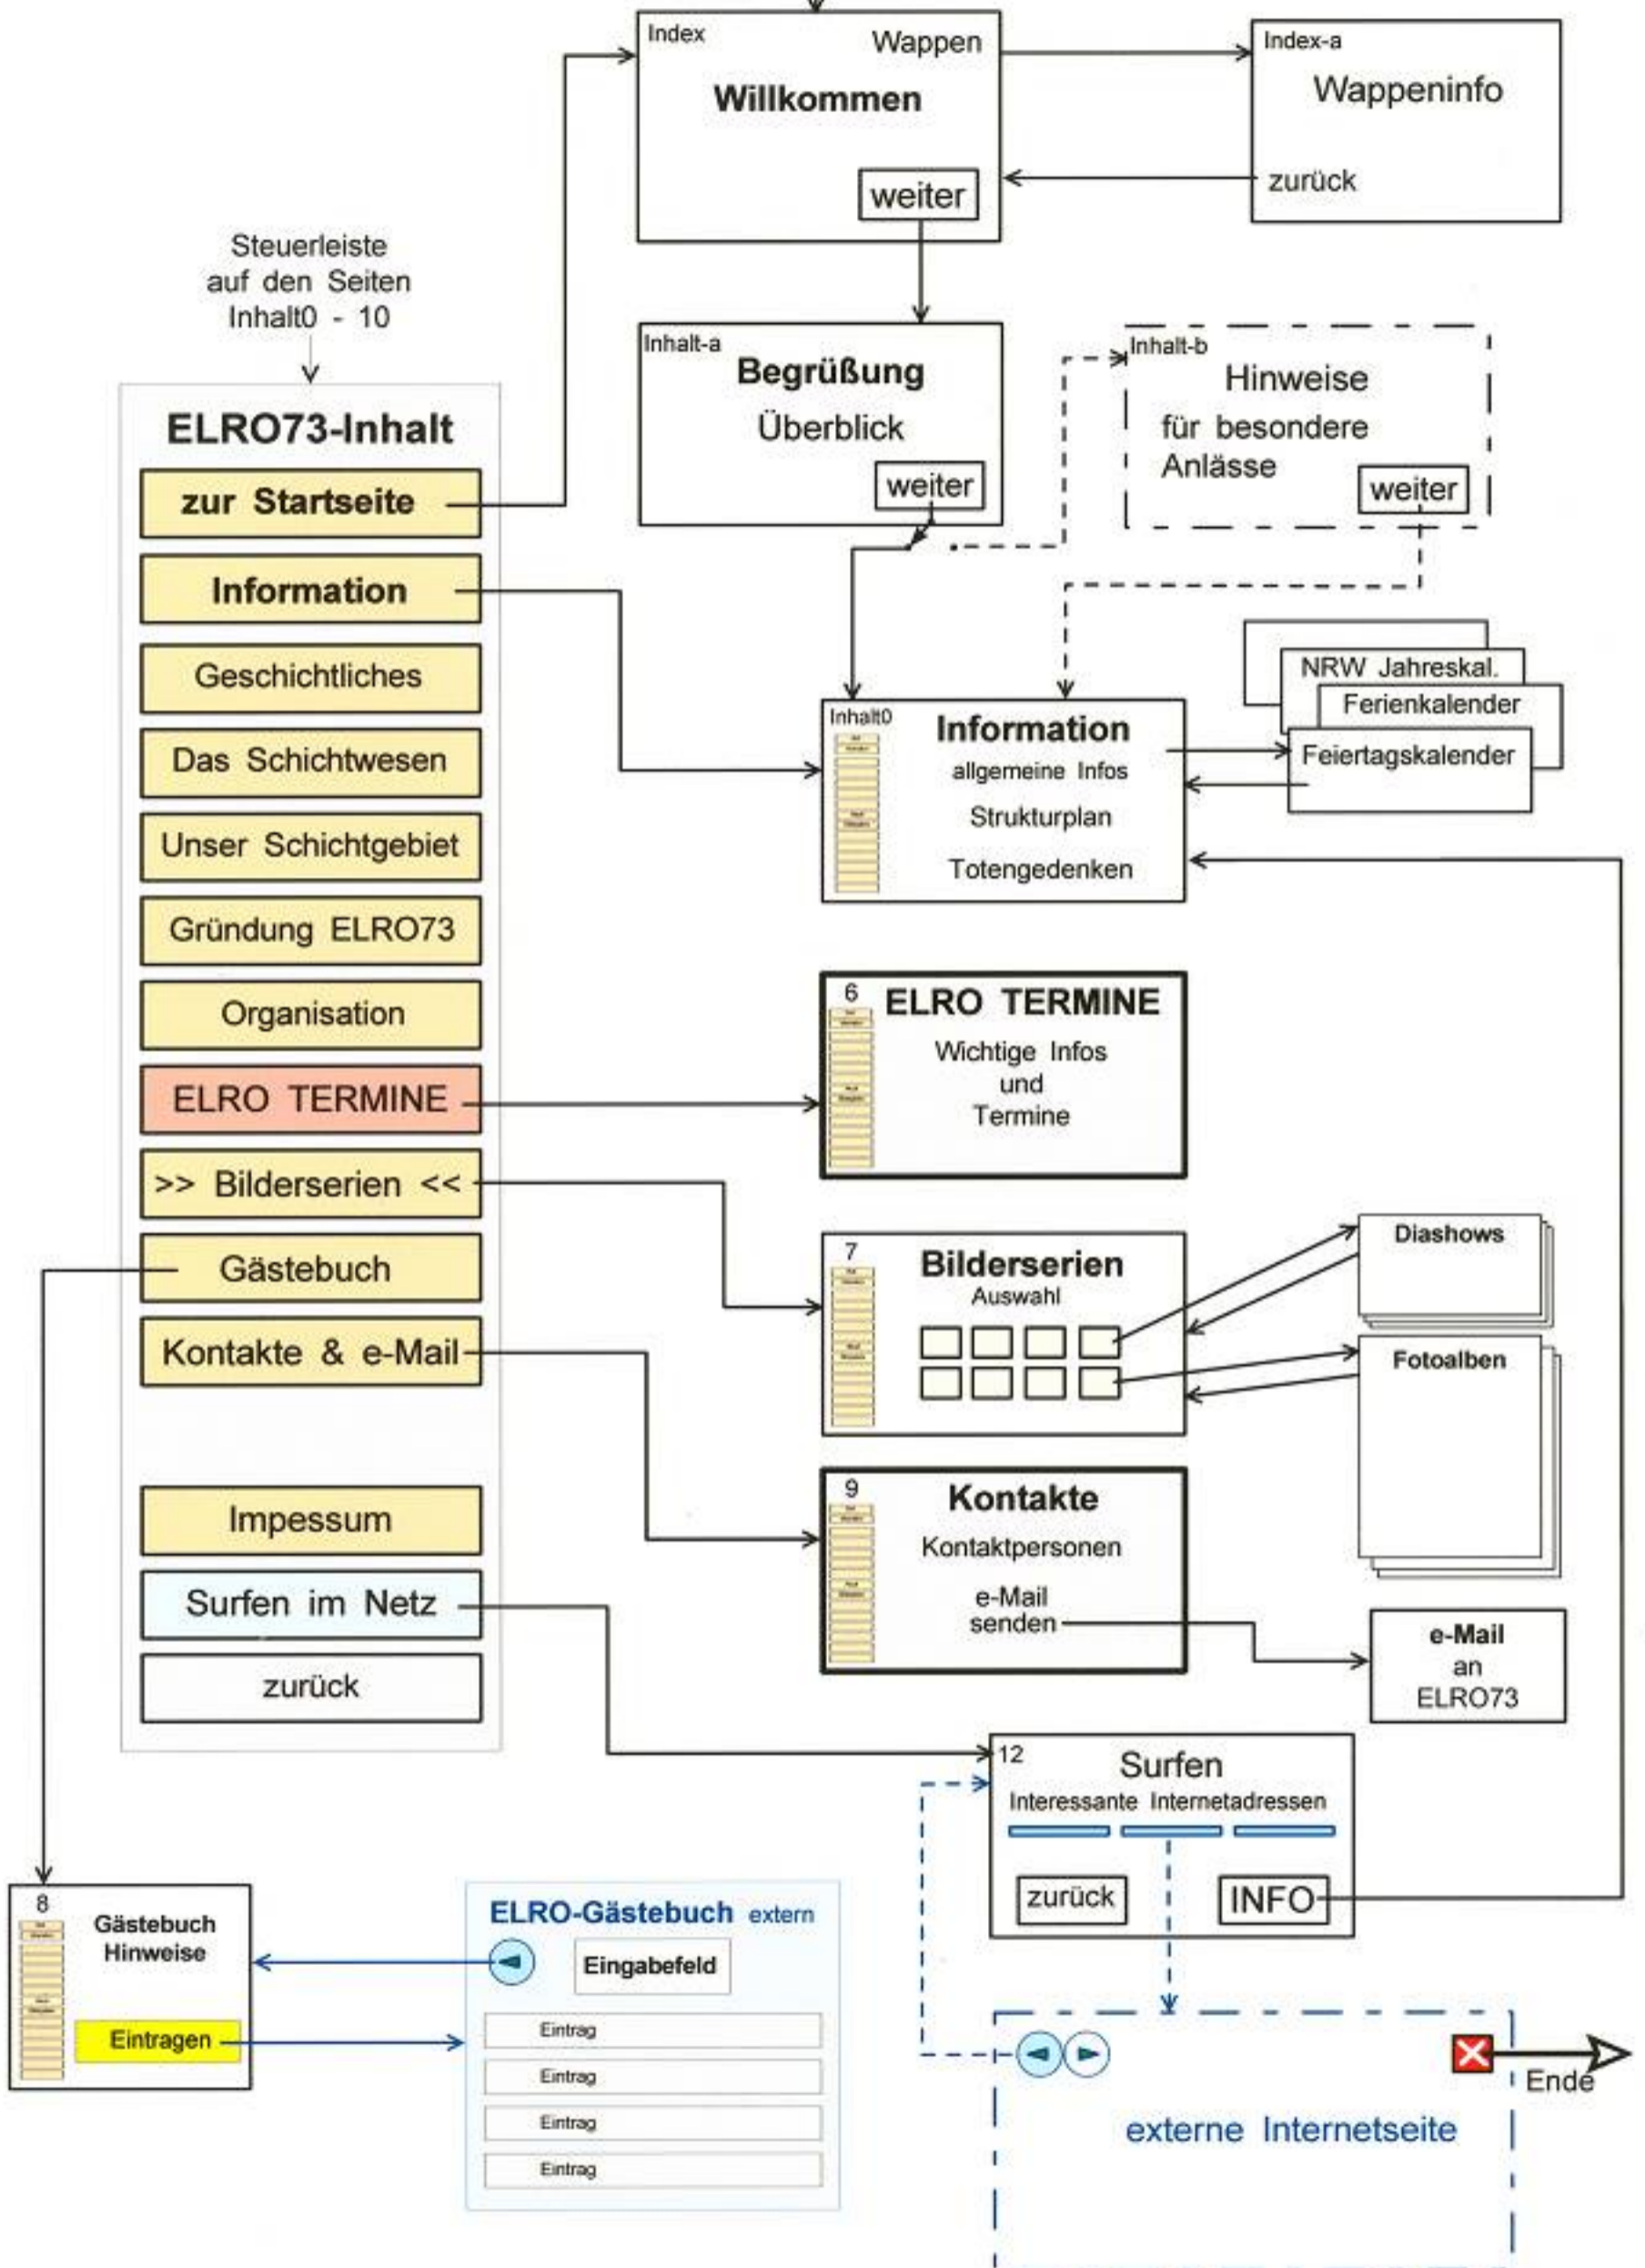 Index
Wappen
Willkommen
weiter
Index-a
Wappeninfo
zurück
Steuerleiste
auf den Seiten
Inhalt0 - 10
Inhalt-a
Begrüßung
Überblick
weiter
Inhalt-b
Hinweise
für besondere
Anlässe
weiter
ELRO73-Inhalt
zur Startseite
Information
Geschichtliches
Das Schichtwesen
Unser Schichtgebiet
Gründung ELRO73
Organisation
ELRO TERMINE
>> Bilderserien <<
Gästebuch
Kontakte & e-Mail
Impessum
Surfen im Netz
zurück
Inhalt0
Information
allgemeine Infos
Strukturplan
Totengedenken
NRW Jahreskal.
Ferienkalender
Feiertagskalender
6
ELRO TERMINE
Wichtige Infos
und
Termine
7
Bilderserien
Auswahl
Diashows
Fotoalben
9
Kontakte
Kontaktpersonen
e-Mail
senden
e-Mail
an
ELRO73
12
Surfen
Interessante Internetadressen
zurück
INFO
8
Gästebuch
Hinweise
Eintragen
ELRO-Gästebuch extern
Eingabefeld
Eintrag
Eintrag
Eintrag
Eintrag
Ende
externe Internetseite